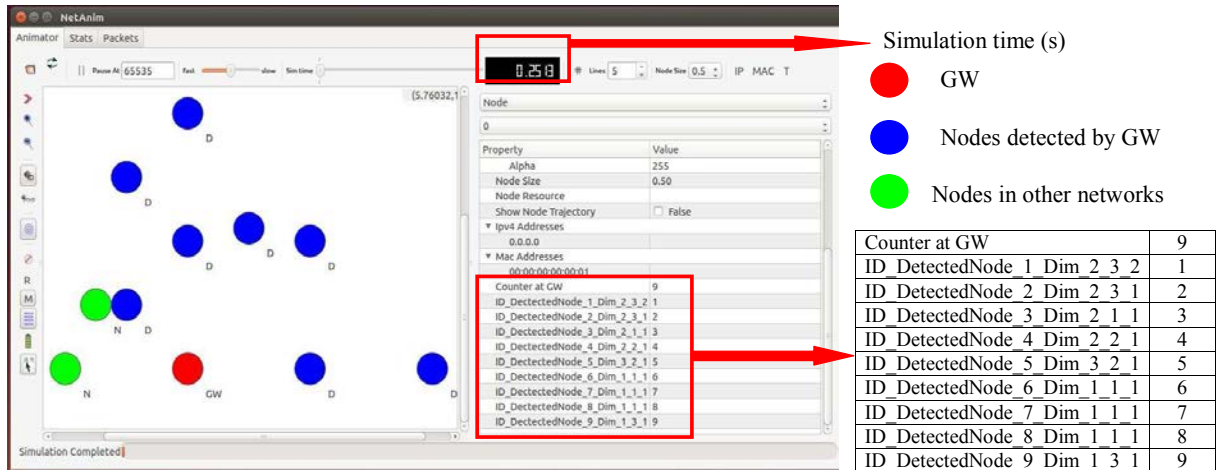 NetAnim
Animator Stats Packets
Pause At 65535 Fast slow Sim time 0.258 # Lines 5 Node Size 0.5 IP MAC T
(5.76032,1
D
D
D
D
D
N
D
N
GW
D
D
Node
0
Property Value
Alpha 255
Node Size 0.50
Node Resource
Show Node Trajectory False
Ipv4 Addresses
0.0.0.0
Mac Addresses
00:00:00:00:00:01
Counter at GW 9
ID_DectectedNode_1_Dim_2_3_2 1
ID_DectectedNode_2_Dim_2_3_1 2
ID_DectectedNode_3_Dim_2_1_1 3
ID_DectectedNode_4_Dim_2_2_1 4
ID_DectectedNode_5_Dim_3_2_1 5
ID_DectectedNode_6_Dim_1_1_1 6
ID_DectectedNode_7_Dim_1_1_1 7
ID_DectectedNode_8_Dim_1_1_1 8
ID_DectectedNode_9_Dim_1_3_1 9
R
M
Simulation Completed
Simulation time (s)
GW
Nodes detected by GW
Nodes in other networks
Counter at GW 9
ID_DetectedNode_1_Dim_2_3_2 1
ID_DetectedNode_2_Dim_2_3_1 2
ID_DetectedNode_3_Dim_2_1_1 3
ID_DetectedNode_4_Dim_2_2_1 4
ID_DetectedNode_5_Dim_3_2_1 5
ID_DetectedNode_6_Dim_1_1_1 6
ID_DetectedNode_7_Dim_1_1_1 7
ID_DetectedNode_8_Dim_1_1_1 8
ID_DetectedNode_9_Dim_1_3_1 9